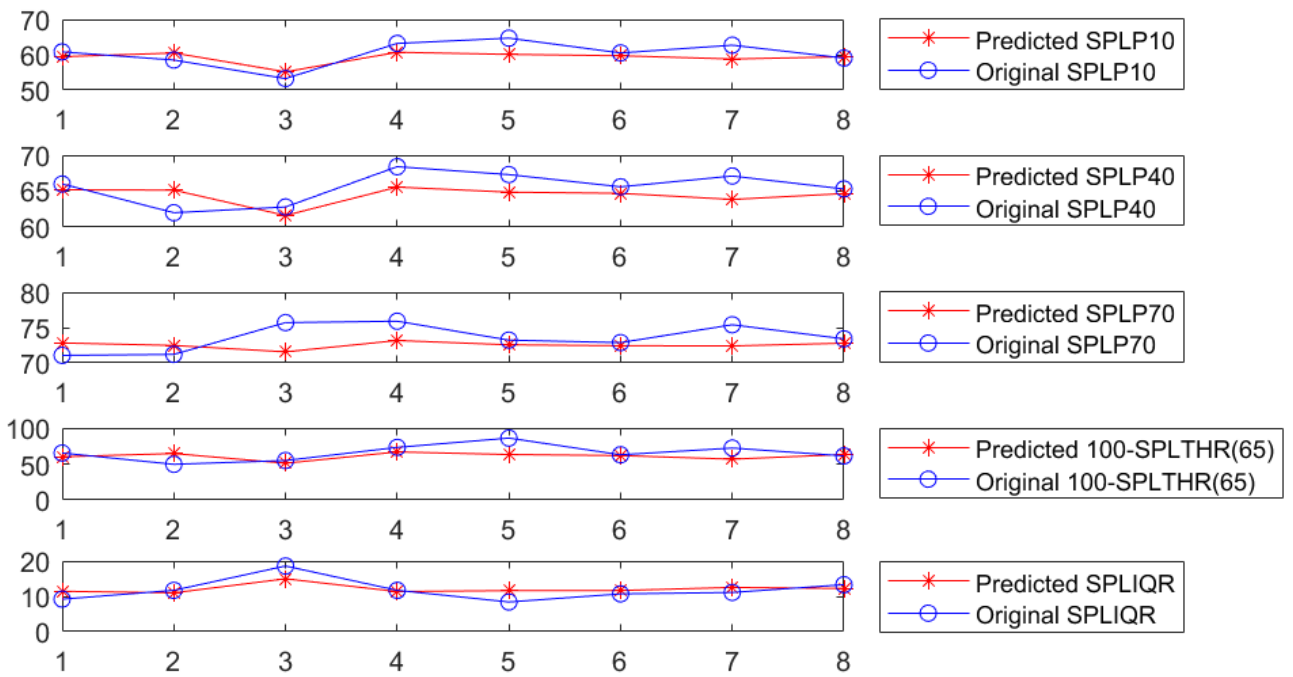 70
60
50
1 2 3 4 5 6 7 8
Predicted SPLP10
Original SPLP10
70
65
60
1 2 3 4 5 6 7 8
Predicted SPLP40
Original SPLP40
80
75
70
1 2 3 4 5 6 7 8
Predicted SPLP70
Original SPLP70
100
50
0
1 2 3 4 5 6 7 8
Predicted 100-SPLTHR(65)
Original 100-SPLTHR(65)
20
10
0
1 2 3 4 5 6 7 8
Predicted SPLIQR
Original SPLIQR